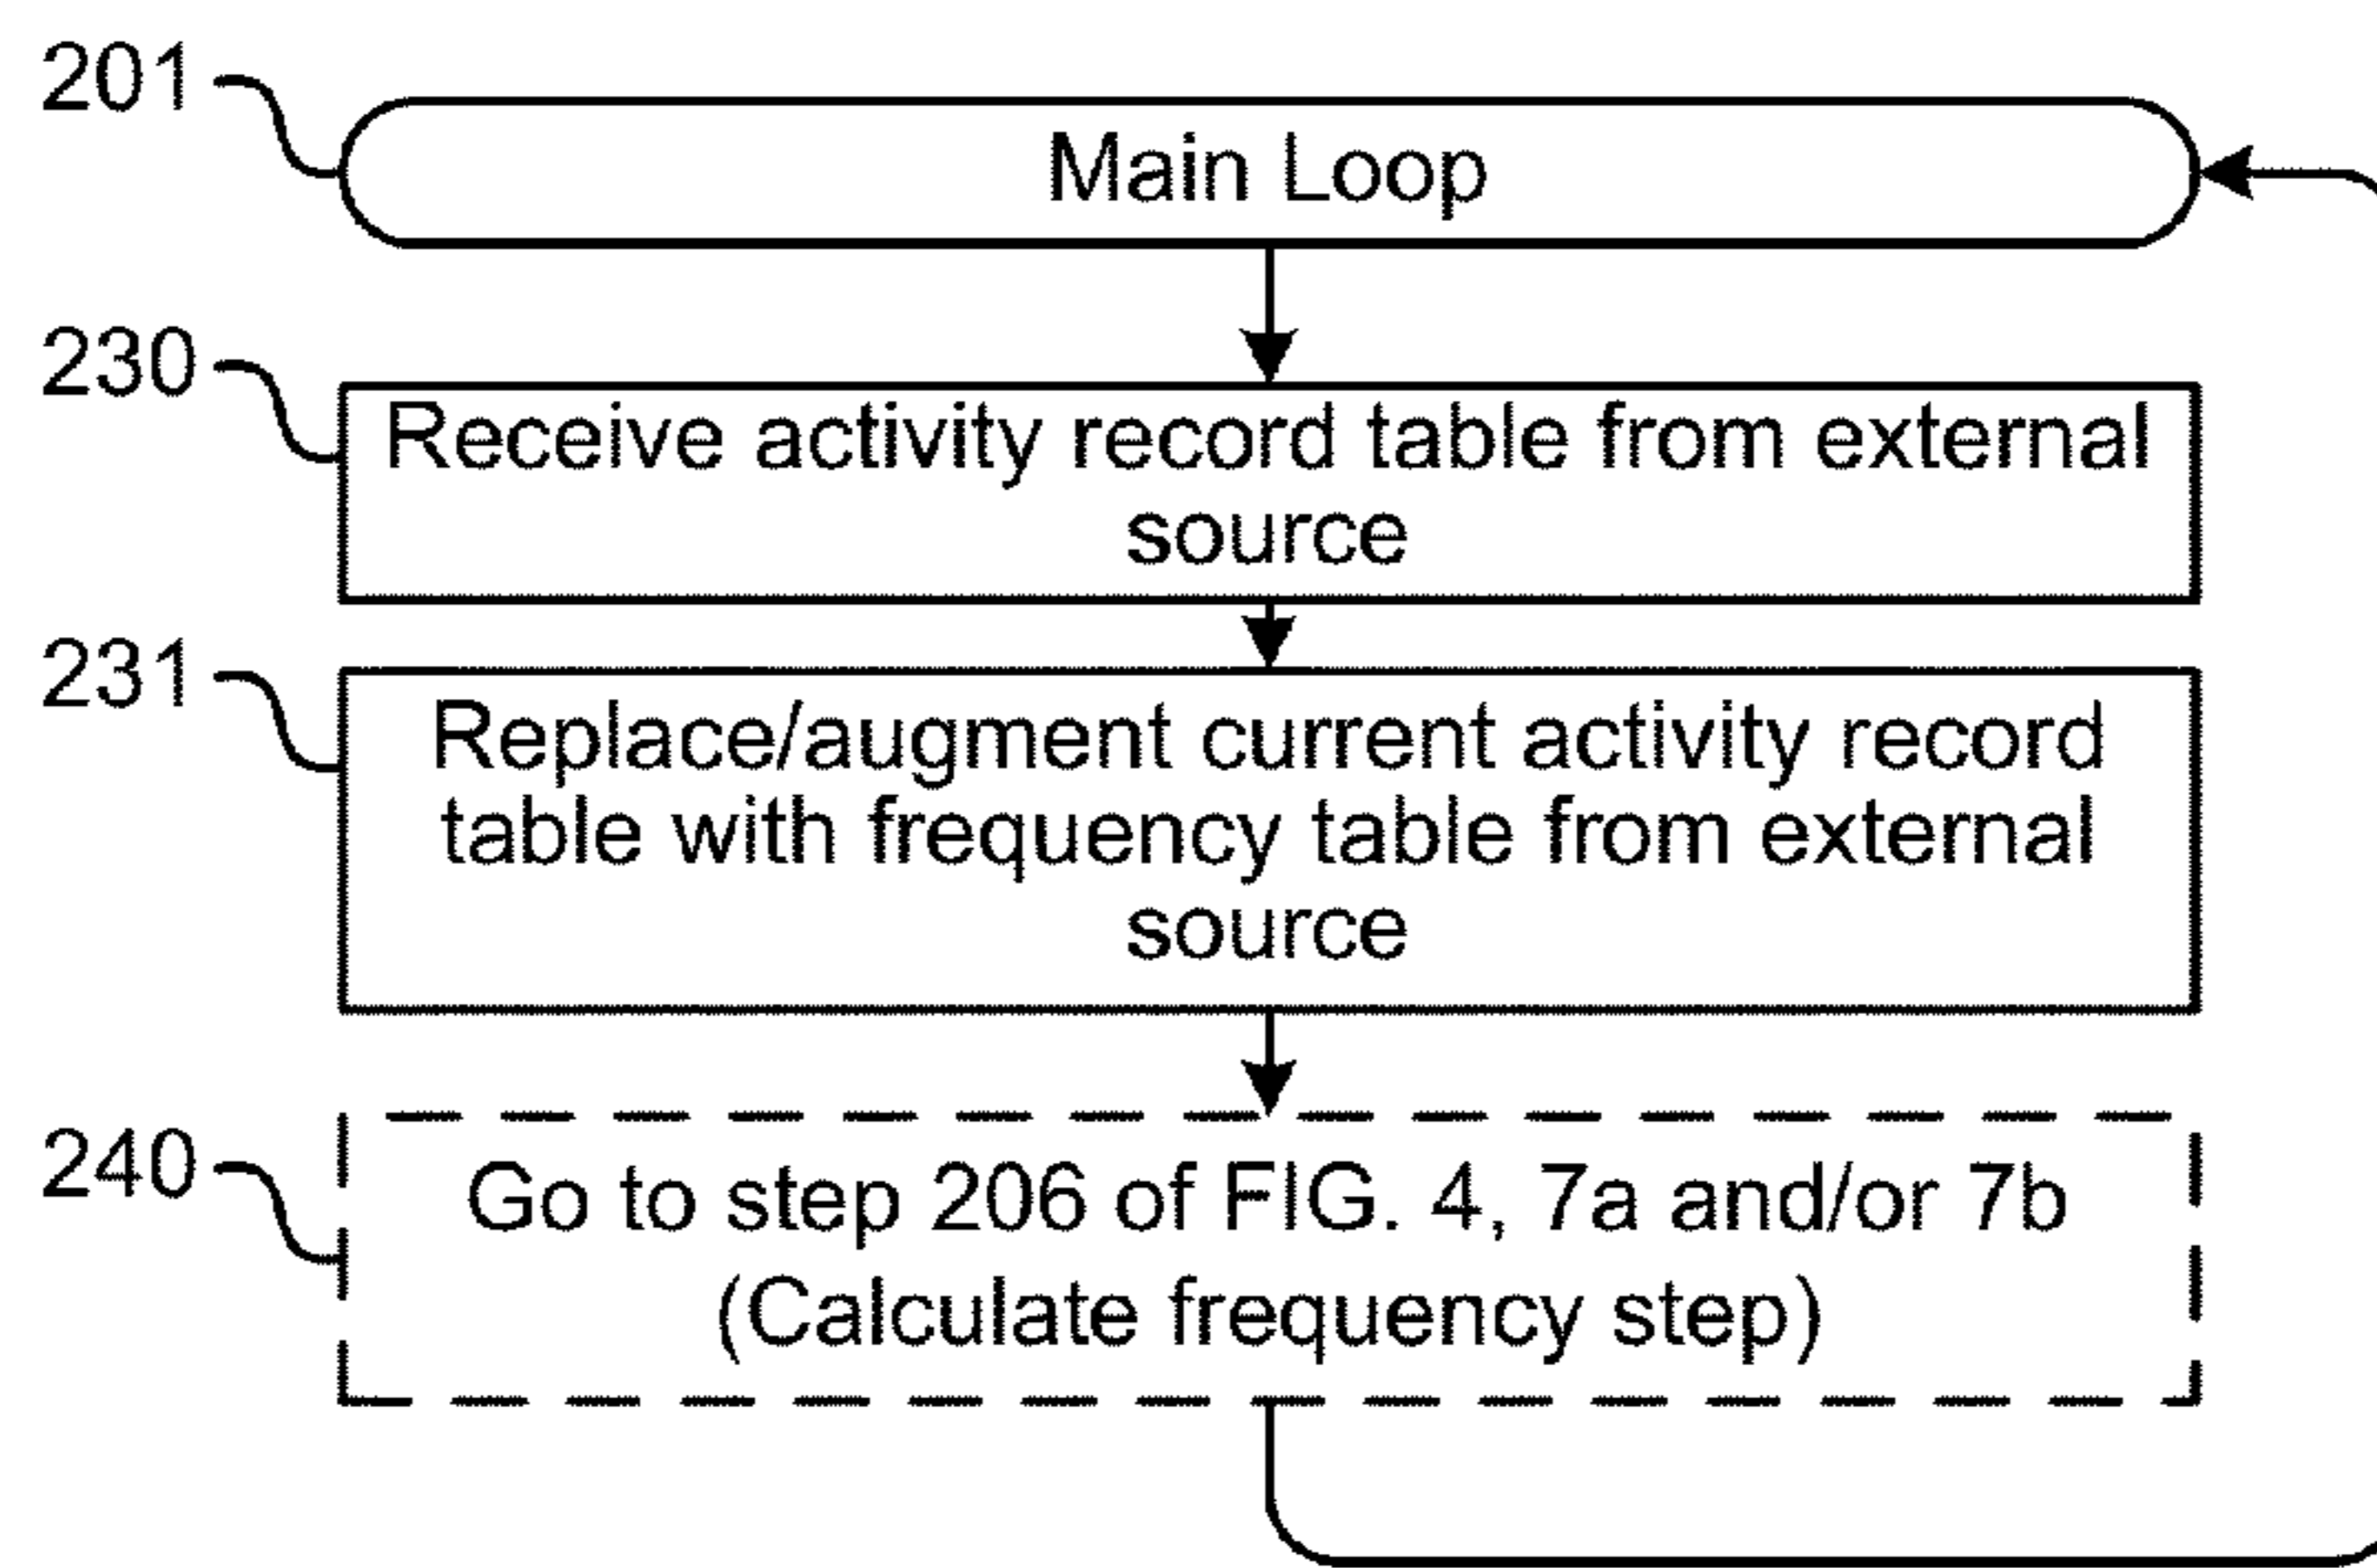 201
Main Loop
230
Receive activity record table from external
source
231
Replace/augment current activity record
table with frequency table from external
source
240
Go to step 206 of FIG. 4, 7a and/or 7b
(Calculate frequency step)